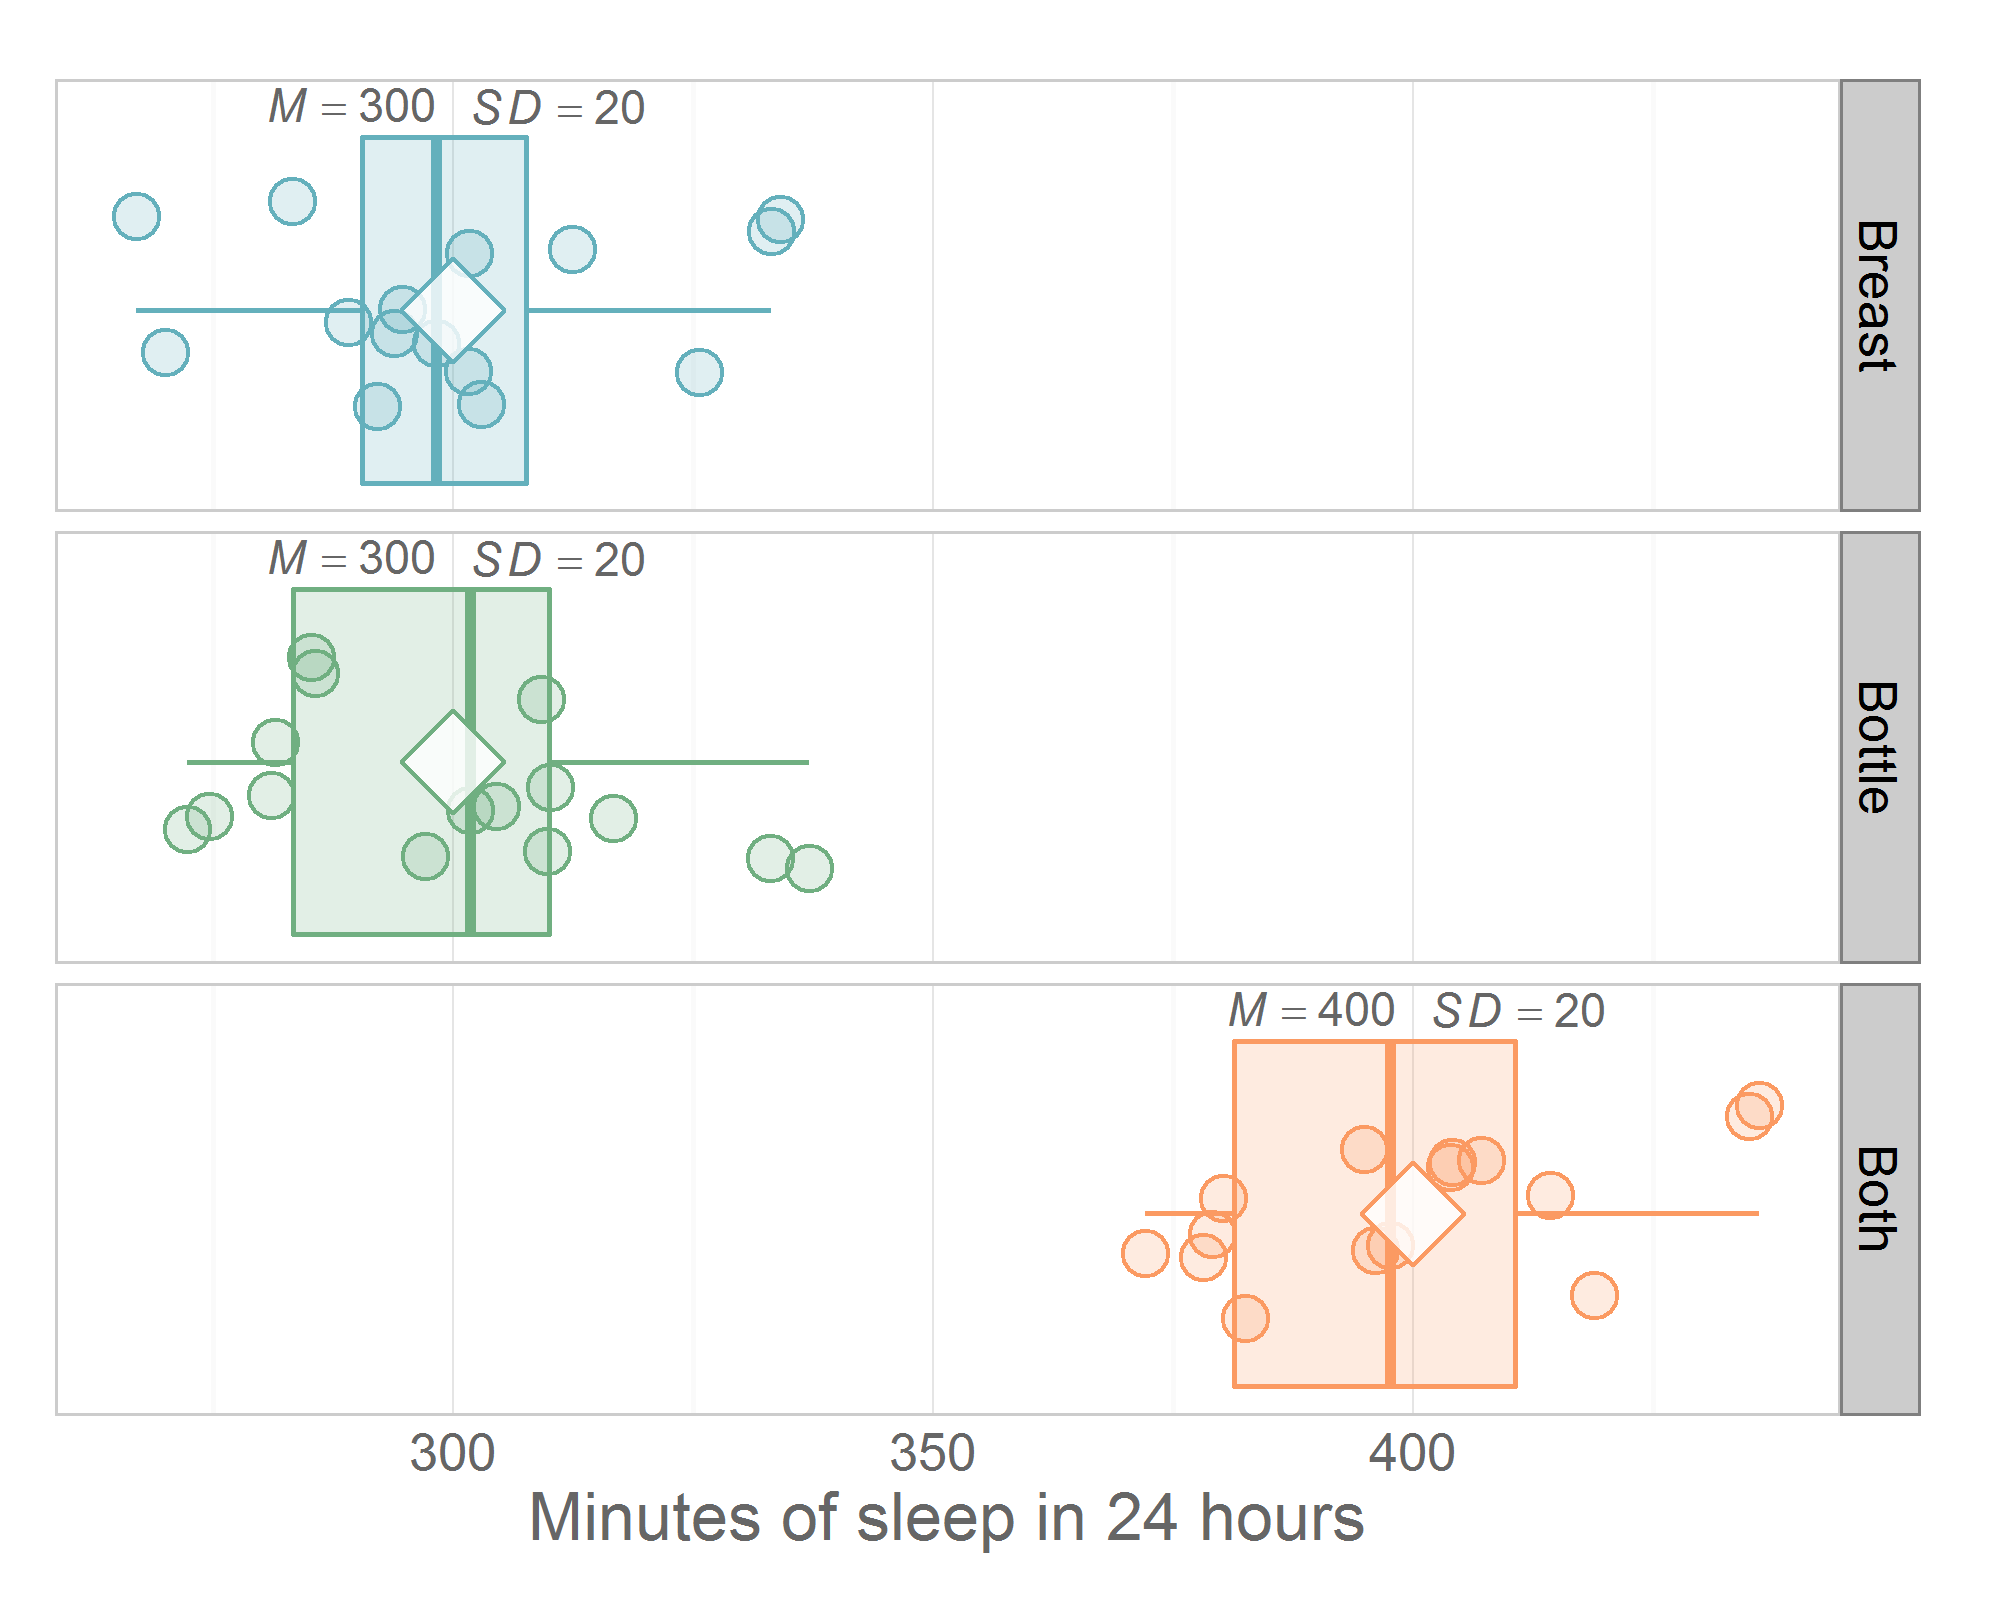 M = 300 SD = 20
Breast
M = 300 SD = 20
Bottle
M = 400 SD = 20
Both
300 350 400
Minutes of sleep in 24 hours